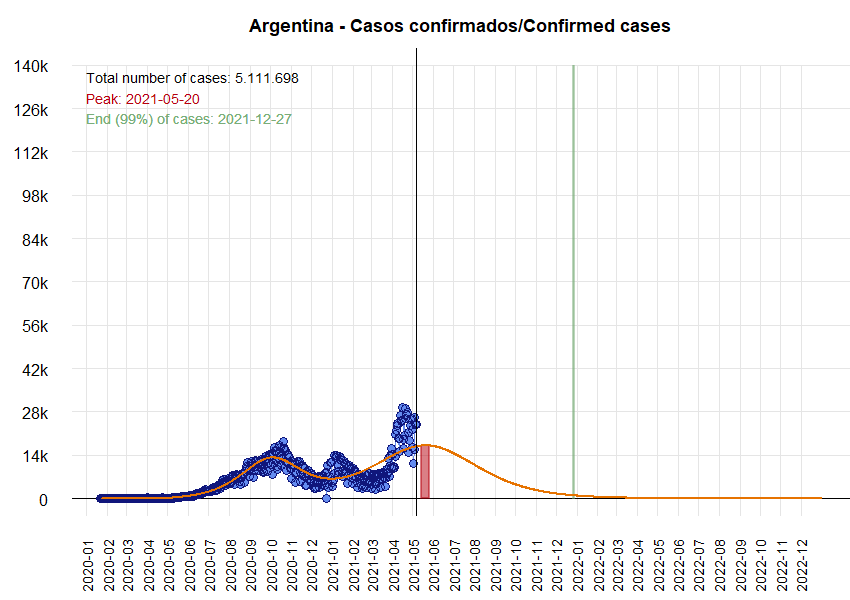 Argentina - Casos confirmados/Confirmed cases
140k
126k
112k
98k
84k
70k
56k
42k
28k
14k
0
Total number of cases: 5.111.698
Peak: 2021-05-20
End (99%) of cases: 2021-12-27
2020-01
2020-02
2020-03
2020-04
2020-05
2020-06
2020-07
2020-08
2020-09
2020-10
2020-11
2020-12
2021-01
2021-02
2021-03
2021-04
2021-05
2021-06
2021-07
2021-08
2021-09
2021-10
2021-11
2021-12
2022-01
2022-02
2022-03
2022-04
2022-05
2022-06
2022-07
2022-08
2022-09
2022-10
2022-11
2022-12